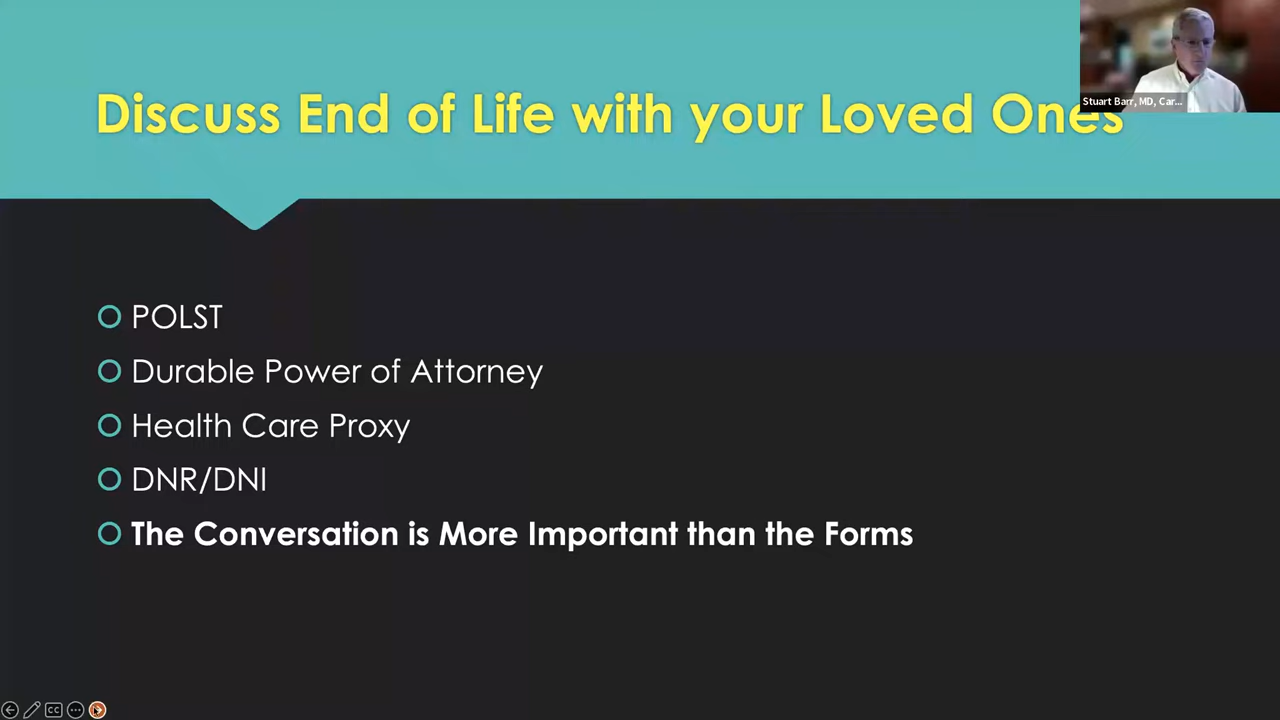 Discuss End of Life with your Loved Ones
Stuart Barr, MD, Car...
POLST
Durable Power of Attorney
Health Care Proxy
DNR/DNI
The Conversation is More Important than the Forms
CC